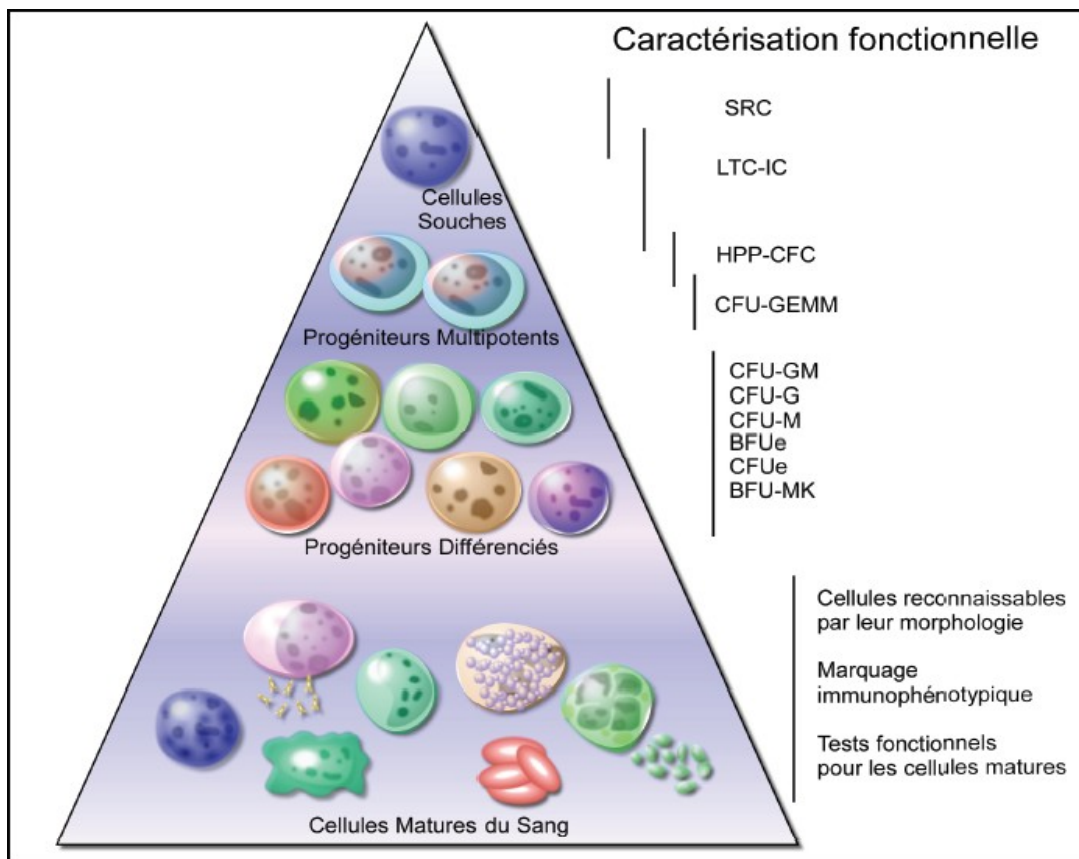 Caractérisation fonctionnelle
SRC
LTC-IC
Cellules
Souches
HPP-CFC
CFU-GEMM
Progéniteurs Multipotents
CFU-GM
CFU-G
CFU-M
BFUe
CFUe
BFU-MK
Progéniteurs Différenciés
Cellules reconnaissables
par leur morphologie
Marquage
immunophénotypique
Tests fonctionnels
pour les cellules matures
Cellules Matures du Sang